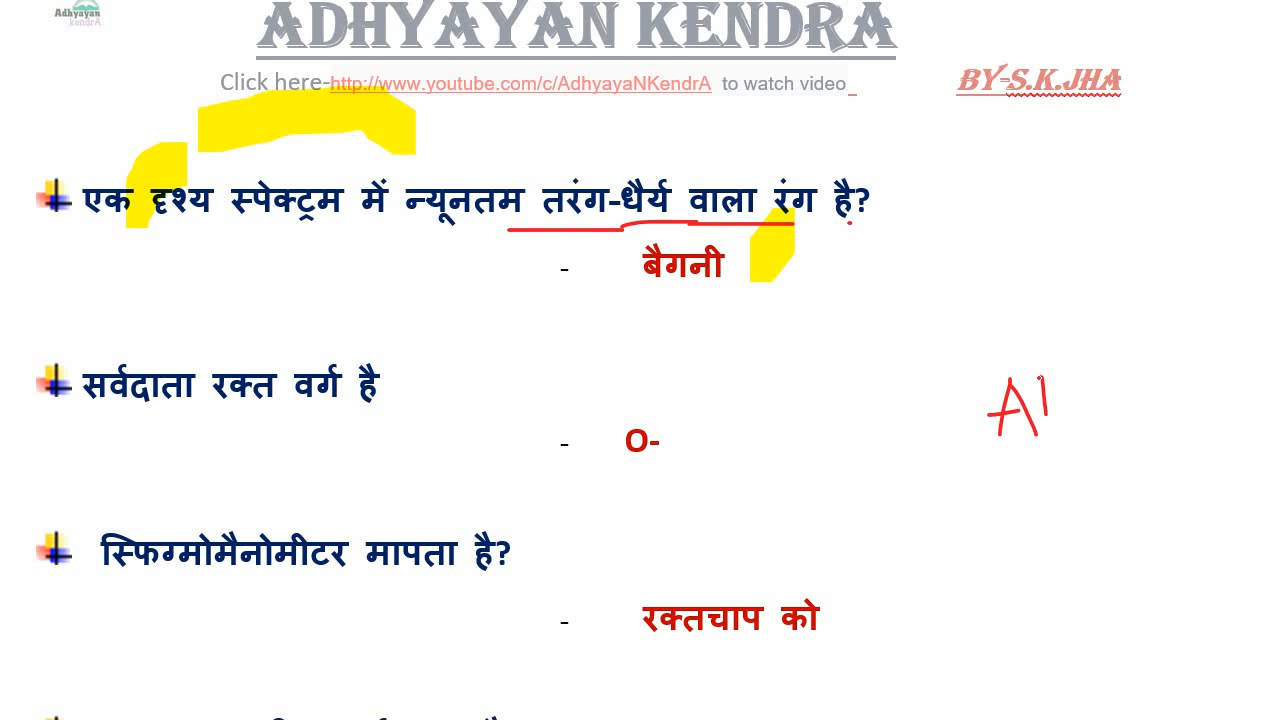 Adhyayan
kendrA
ADHYAYAN KENDRA
Click here-http://www.youtube.com/c/AdhyayaNKendrA to watch video
BY-S.K.JHA
एक दृश्य स्पेक्ट्रम में न्यूनतम तरंग-धैर्य वाला रंग है?
- बैगनी
सर्वदाता रक्त वर्ग है
- O-
A
स्फिग्मोमैनोमीटर मापता है?
- रक्तचाप को